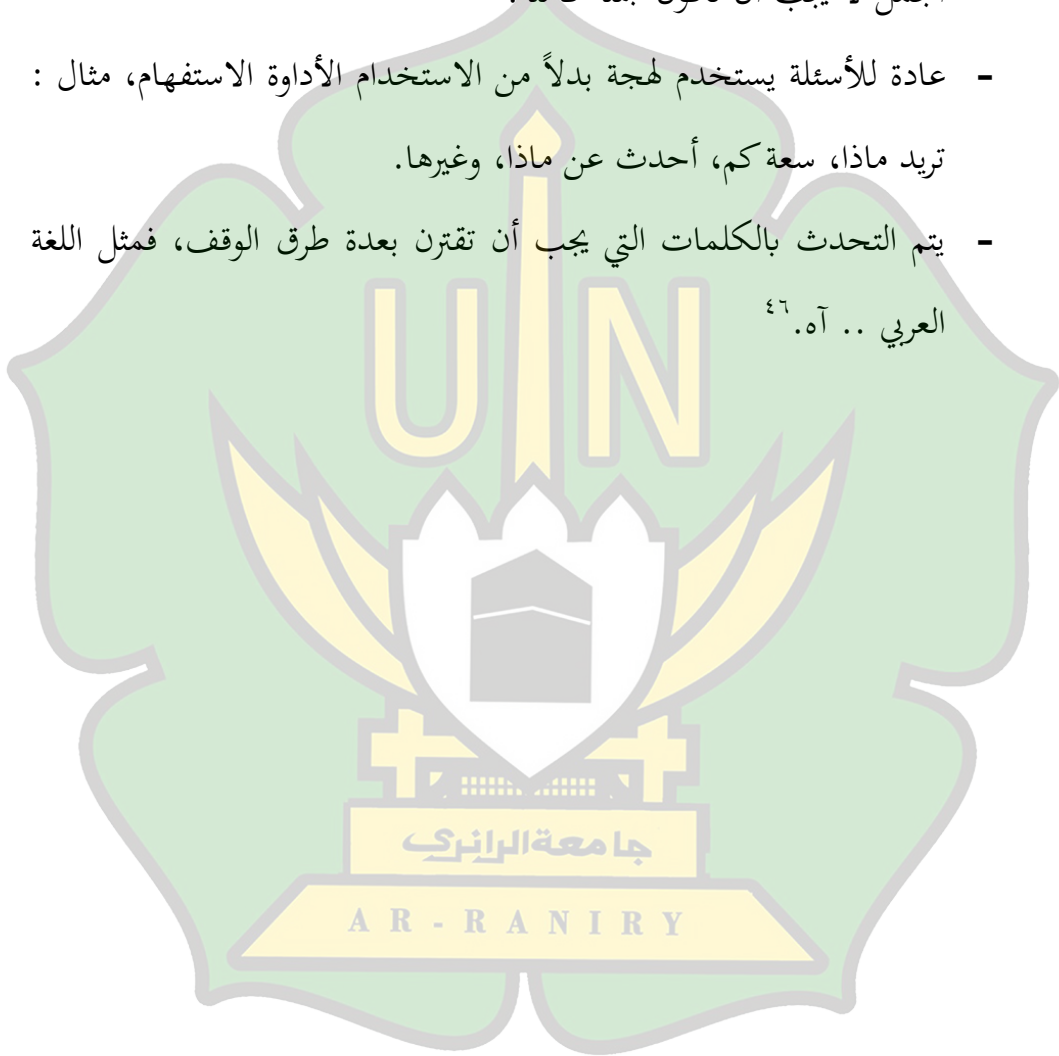 - عادة للأسئلة يستخدم لهجة بدلاً من الاستخدام الأداوة الاستفهام، مثال :
تريد ماذا، سعة كم، أحدث عن ماذا، وغيرها.
- يتم التحدث بالكلمات التي يجب أن تقترن بعدة طرق الوقف، فمثل اللغة
العربي .. آه.٤٦
UIN
جامعة الرانري
AR-RANIRY